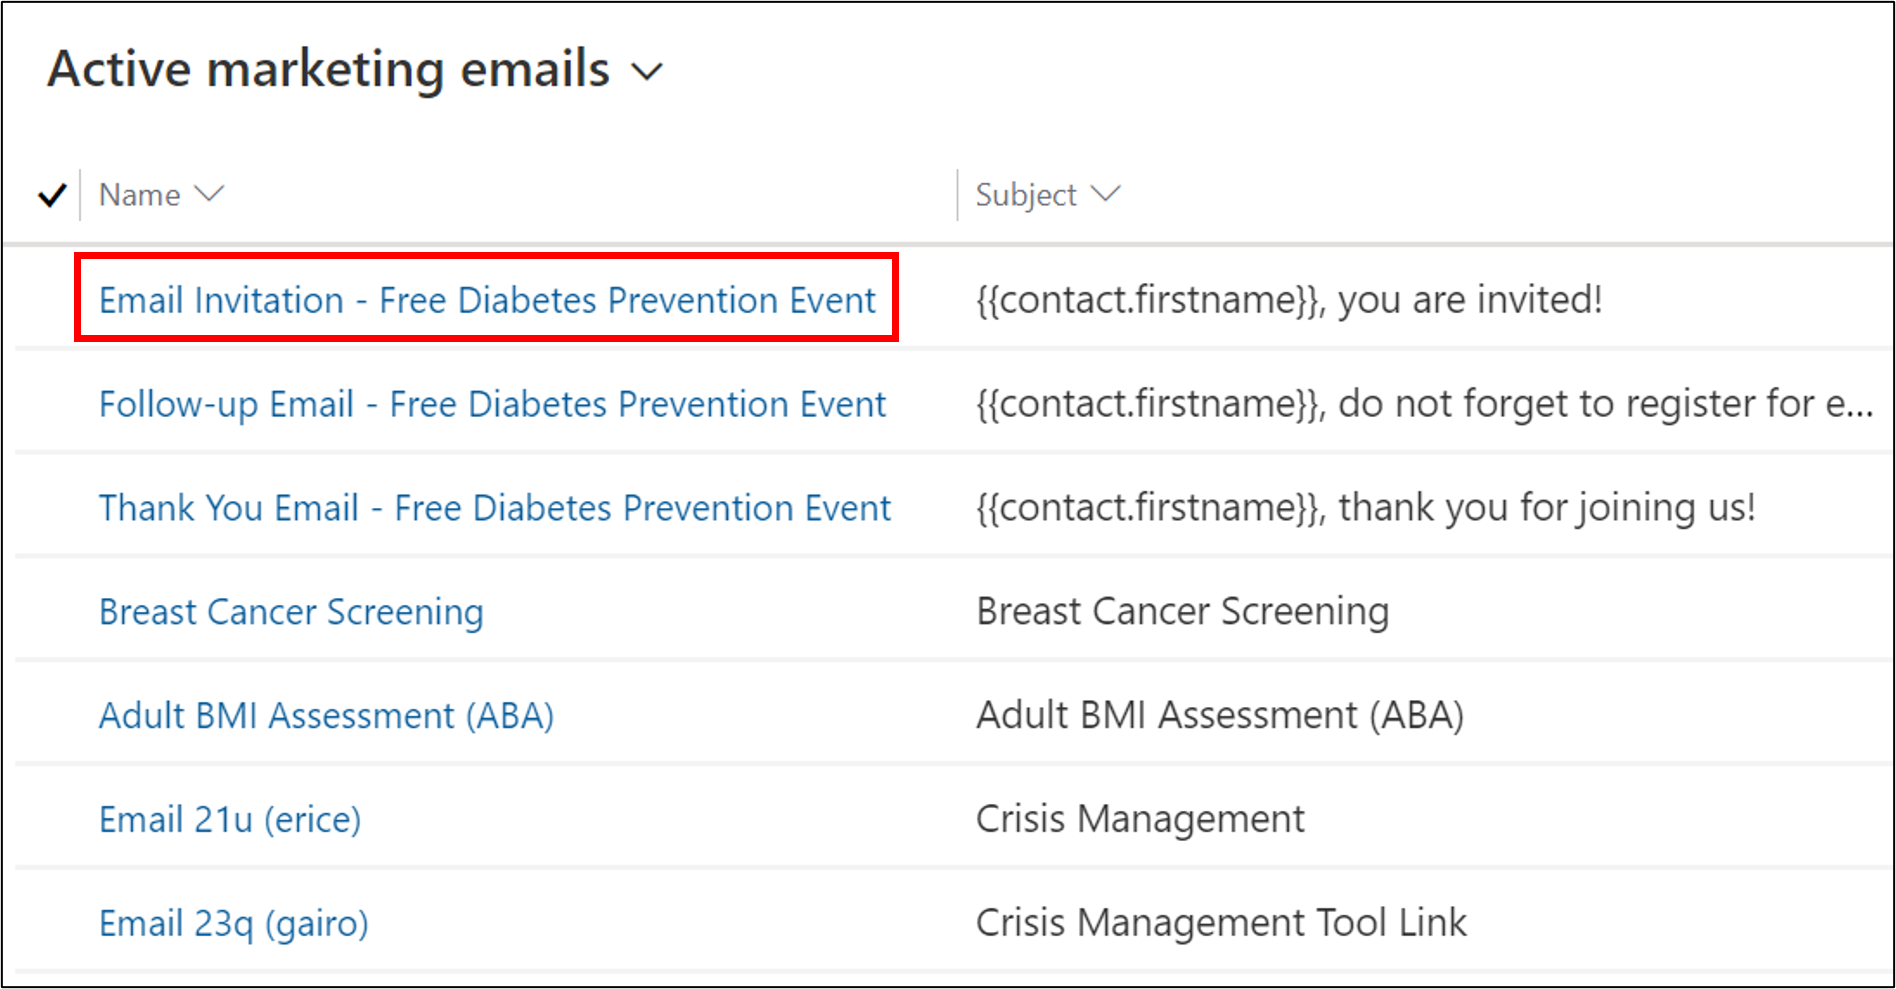 Active marketing emails
Name Subject
Email Invitation - Free Diabetes Prevention Event {{contact.firstname}}, you are invited!
Follow-up Email - Free Diabetes Prevention Event {{contact.firstname}}, do not forget to register for e...
Thank You Email - Free Diabetes Prevention Event {{contact.firstname}}, thank you for joining us!
Breast Cancer Screening Breast Cancer Screening
Adult BMI Assessment (ABA) Adult BMI Assessment (ABA)
Email 21u (erice) Crisis Management
Email 23q (gairo) Crisis Management Tool Link